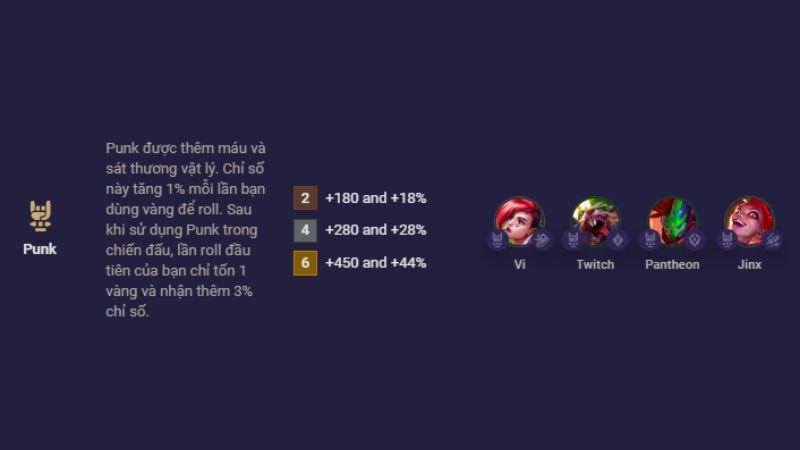 Punk
Punk được thêm máu và
sát thương vật lý. Chỉ số
này tăng 1% mỗi lần bạn
dùng vàng để roll. Sau
khi sử dụng Punk trong
chiến đấu, lần roll đầu
tiên của bạn chỉ tốn 1
vàng và nhận thêm 3%
chỉ số.
2 +180 and +18%
4 +280 and +28%
6 +450 and +44%
Vi Twitch Pantheon Jinx